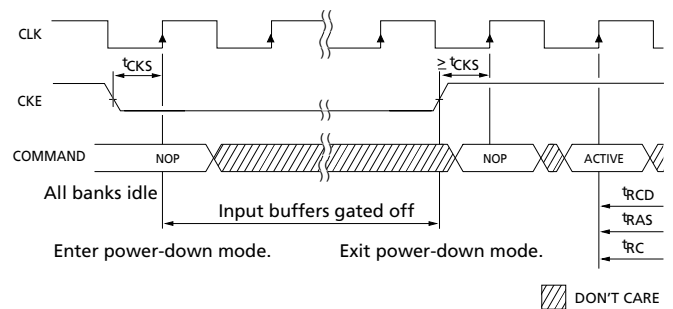 CLK
tCKS
≥ tCKS
CKE
COMMAND
NOP
NOP
ACTIVE
All banks idle
Input buffers gated off
tRCD
tRAS
tRC
Enter power-down mode.
Exit power-down mode.
DON'T CARE